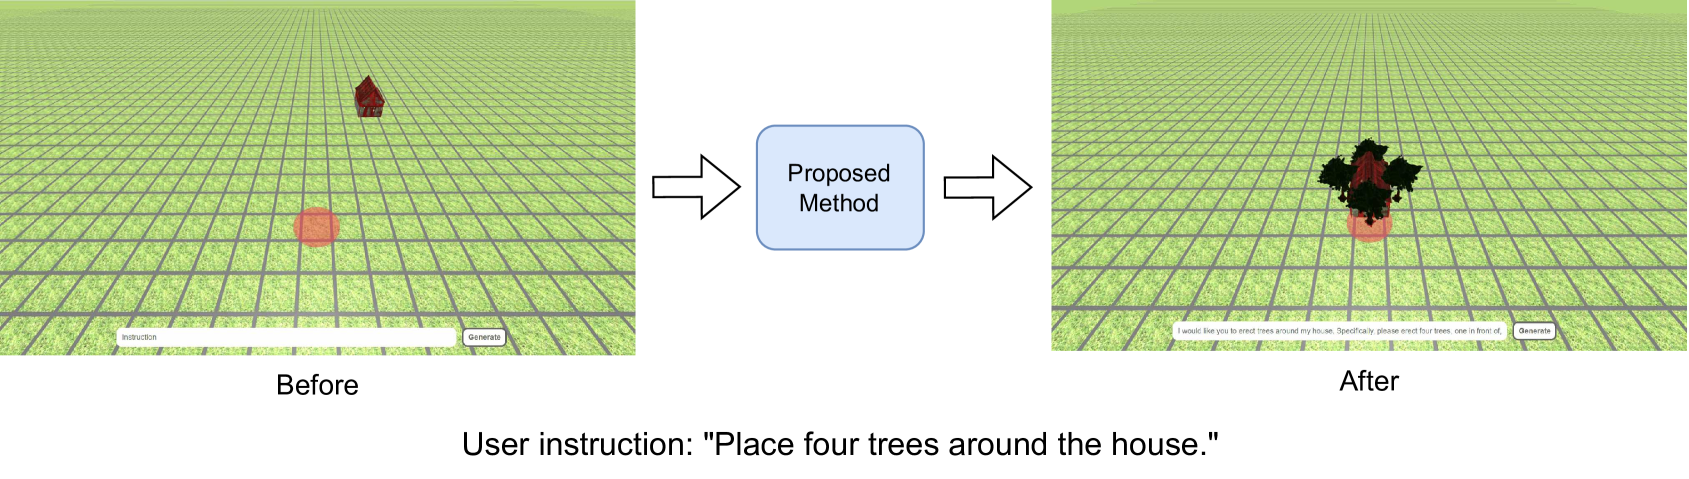 Instruction
Generate
Before
Proposed
Method
I would like you to erect trees around my house. Specifically, please erect four trees, one in front of,
Generate
After
User instruction: "Place four trees around the house."